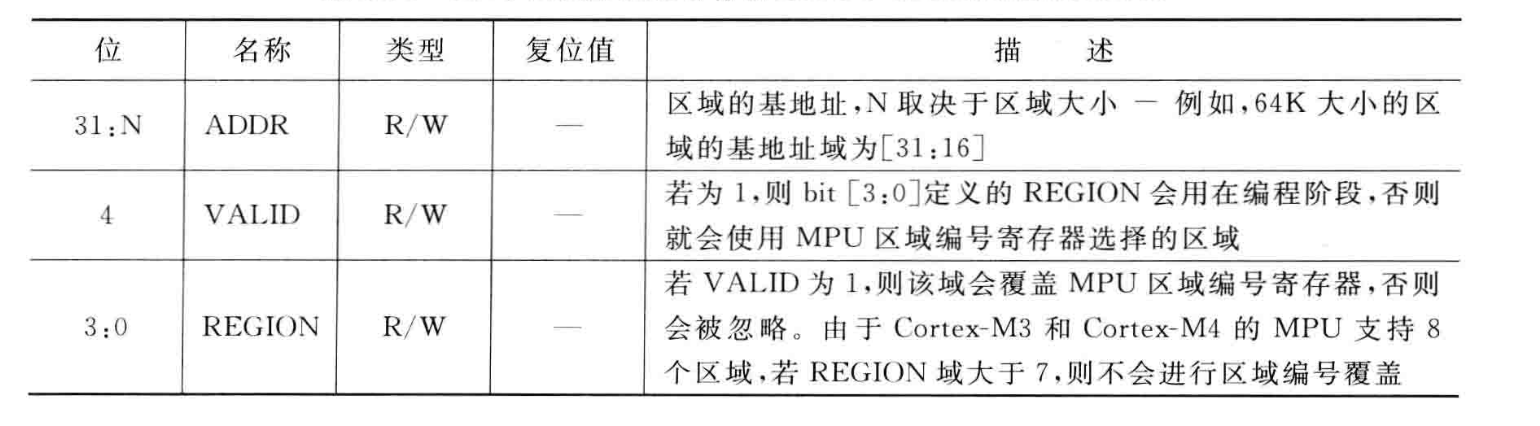 位 名称 类型 复位值 描 述
31:N ADDR R/W — 区域的基地址,N 取决于区域大小 — 例如,64K 大小的区
域的基地址域为[31:16]
4 VALID R/W — 若为 1,则 bit [3:0]定义的 REGION 会用在编程阶段,否则
就会使用 MPU 区域编号寄存器选择的区域
3:0 REGION R/W — 若 VALID 为 1,则该域会覆盖 MPU 区域编号寄存器,否则
会被忽略。由于 Cortex-M3 和 Cortex-M4 的 MPU 支持 8
个区域,若 REGION 域大于 7,则不会进行区域编号覆盖